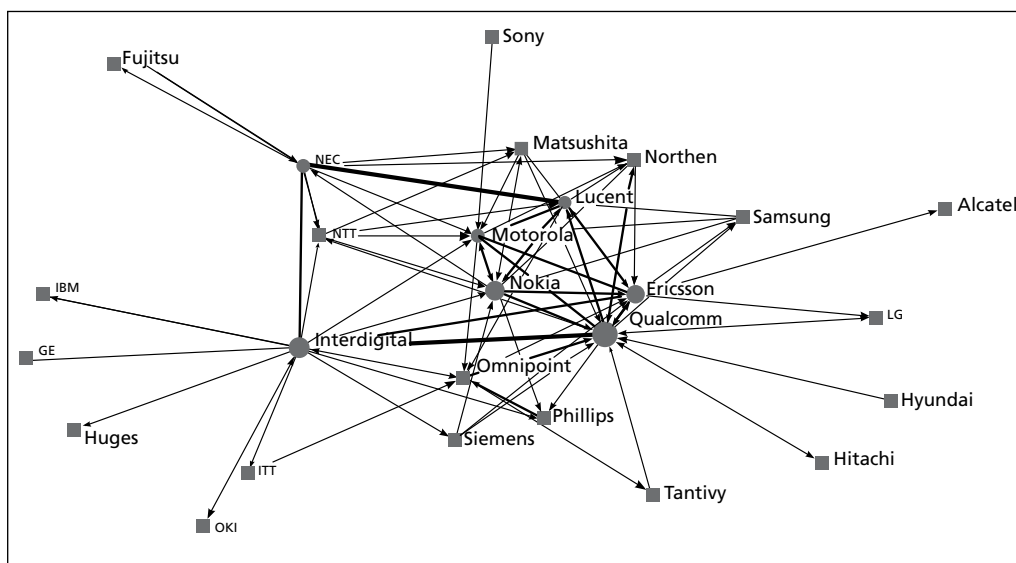 Sony
Fujitsu
Matsushita
NEC
Northen
Lucent
Alcatel
Samsung
NTT
Motorola
Nokia
IBM
Ericsson
LG
Qualcomm
Interdigital
GE
Omnipoint
Hyundai
Phillips
Huges
Siemens
Hitachi
ITT
Tantivy
OKI